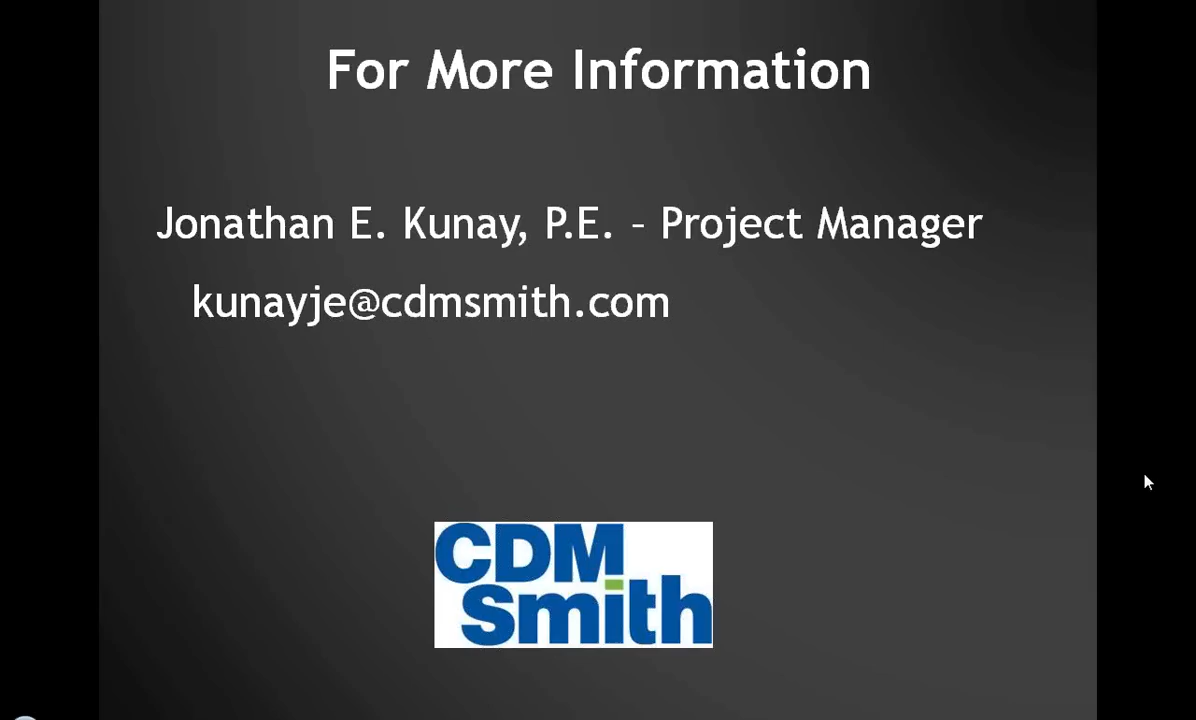 For More Information
Jonathan E. Kunay, P.E. – Project Manager
kunayje@cdmsmith.com
CDM
Smith